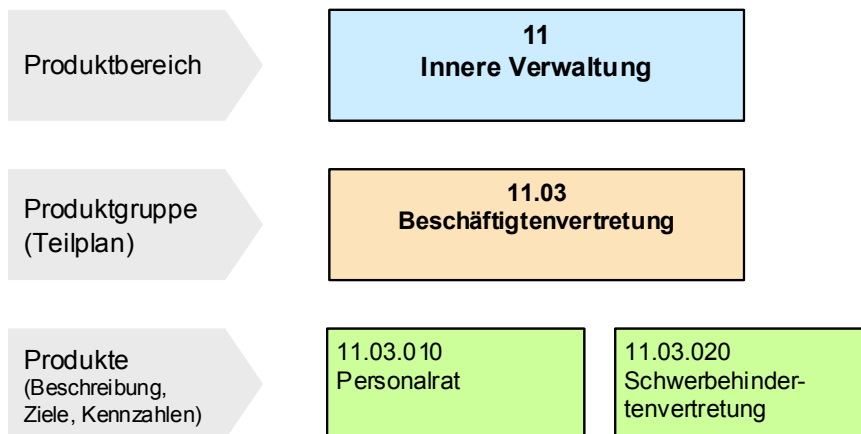 Produktbereich
11
Innere Verwaltung
Produktgruppe
(Teilplan)
11.03
Beschäftigtenvertretung
Produkte
(Beschreibung,
Ziele, Kennzahlen)
11.03.010
Personalrat
11.03.020
Schwerbehinder-
tenvertretung